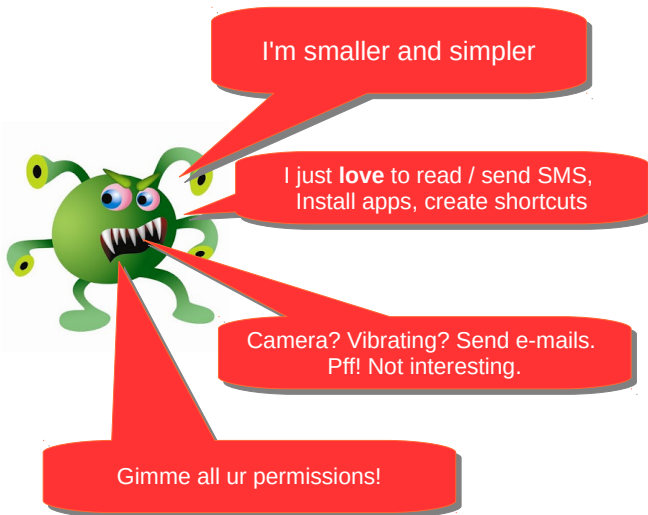 I'm smaller and simpler
I just love to read / send SMS,
Install apps, create shortcuts
Camera? Vibrating? Send e-mails.
Pff! Not interesting.
Gimme all ur permissions!